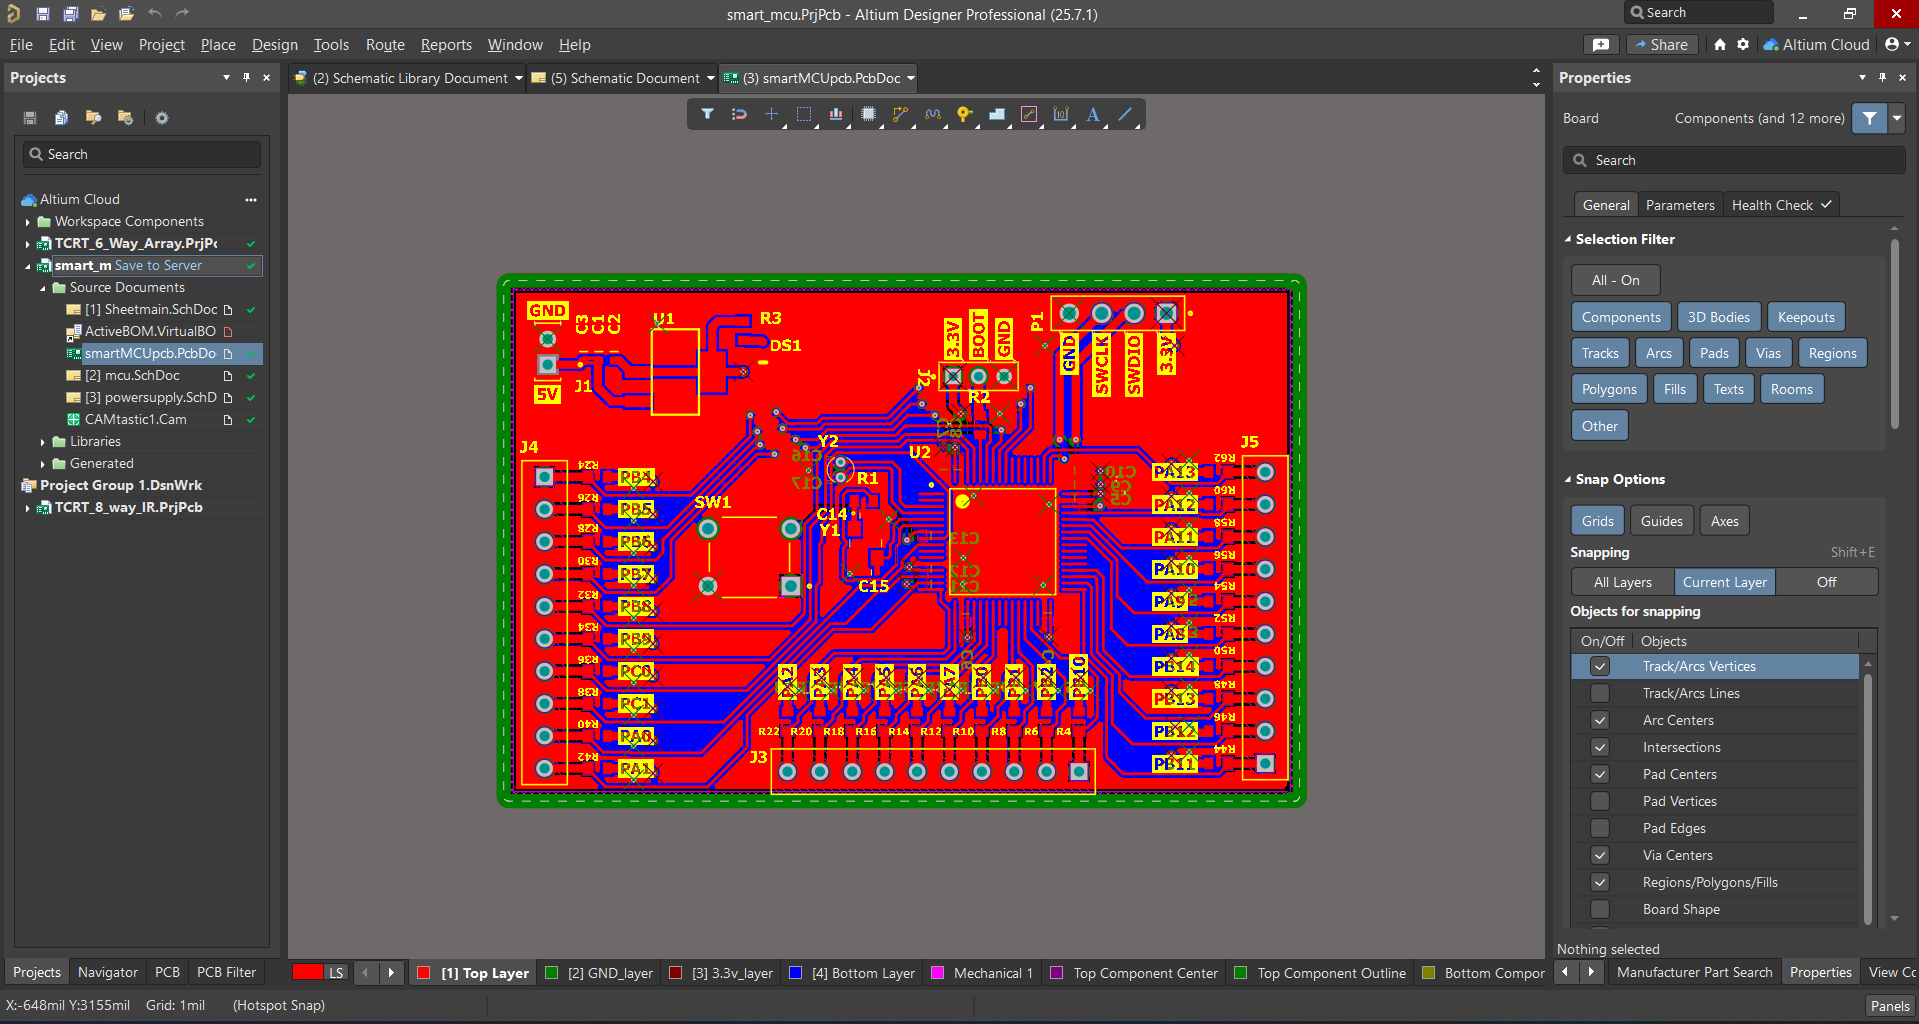 smart_mcu.PrjPcb - Altium Designer Professional (25.7.1)
Search
File Edit View Project Place Design Tools Route Reports Window Help
Share
Altium Cloud
Projects
(2) Schematic Library Document
(5) Schematic Document
(3) smartMCUpcb.PcbDoc
Properties
Board
Components (and 12 more)
Search
Search
Altium Cloud
Workspace Components
TCRT_6_Way_Array.PrjPc
smart_m Save to Server
Source Documents
[1] Sheetmain.SchDoc
ActiveBOM.VirtualBO
smartMCUpcb.PcbDo
[2] mcu.SchDoc
[3] powersupply.SchD
CAMtastic1.Cam
Libraries
Generated
Project Group 1.DsnWrk
TCRT_8_way_IR.PrjPcb
General Parameters Health Check
Selection Filter
All - On
Components 3D Bodies Keepouts
Tracks Arcs Pads Vias Regions
Polygons Fills Texts Rooms
Other
Snap Options
Grids Guides Axes
Snapping Shift+E
All Layers Current Layer Off
Objects for snapping
On/Off Objects
Track/Arcs Vertices
Track/Arcs Lines
Arc Centers
Intersections
Pad Centers
Pad Vertices
Pad Edges
Via Centers
Regions/Polygons/Fills
Board Shape
Nothing selected
GND
C3
C1
C2
U1
R3
DS1
J1
5V
3.3V
BOOT
GND
J2
R2
P1
GND
SWCLK
SWDIO
3.3V
J4
R24
RB4
R26
RB5
R28
RB6
R30
RB7
R32
RB8
R34
RB9
R36
RC0
R38
RC1
R40
RA0
R42
RA1
SW1
Y2
C16
C17
R1
C14
Y1
C15
U2
C13
C12
C11
C10
J5
R62
PA13
R60
PA12
R58
PA11
R56
PA10
R54
PA9
R52
PA8
R50
PB14
R48
PB13
R46
PB12
R44
PB11
PA2
PA3
PA4
PA5
PA6
PA7
PB0
PB1
PB2
PB10
R22 R20 R18 R16 R14 R12 R10 R8 R6 R4
J3
Projects Navigator PCB PCB Filter
LS
[1] Top Layer
[2] GND_layer
[3] 3.3v_layer
[4] Bottom Layer
Mechanical 1
Top Component Center
Top Component Outline
Bottom Compor
Manufacturer Part Search Properties View Cc
X:-648mil Y:3155mil Grid: 1mil (Hotspot Snap)
Panels